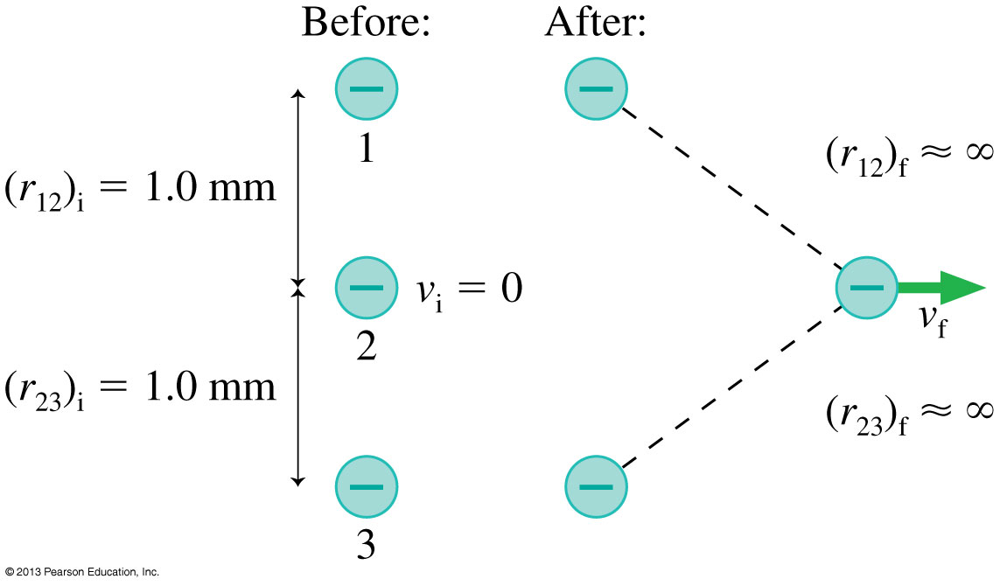 Before:
After:
−
−
1
(r₁₂)ᵢ = 1.0 mm
(r₁₂)f ≈ ∞
−
vᵢ = 0
−
vf
2
(r₂₃)ᵢ = 1.0 mm
(r₂₃)f ≈ ∞
−
−
3
© 2013 Pearson Education, Inc.